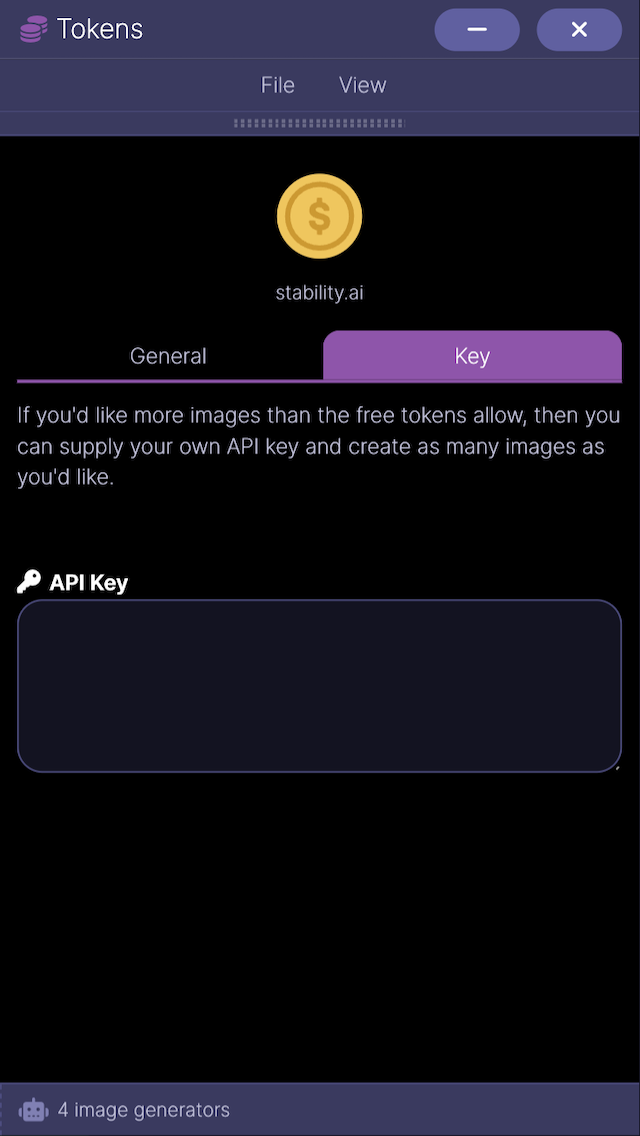 Tokens
File View
$
stability.ai
General Key
If you'd like more images than the free tokens allow, then you
can supply your own API key and create as many images as
you'd like.
API Key
4 image generators